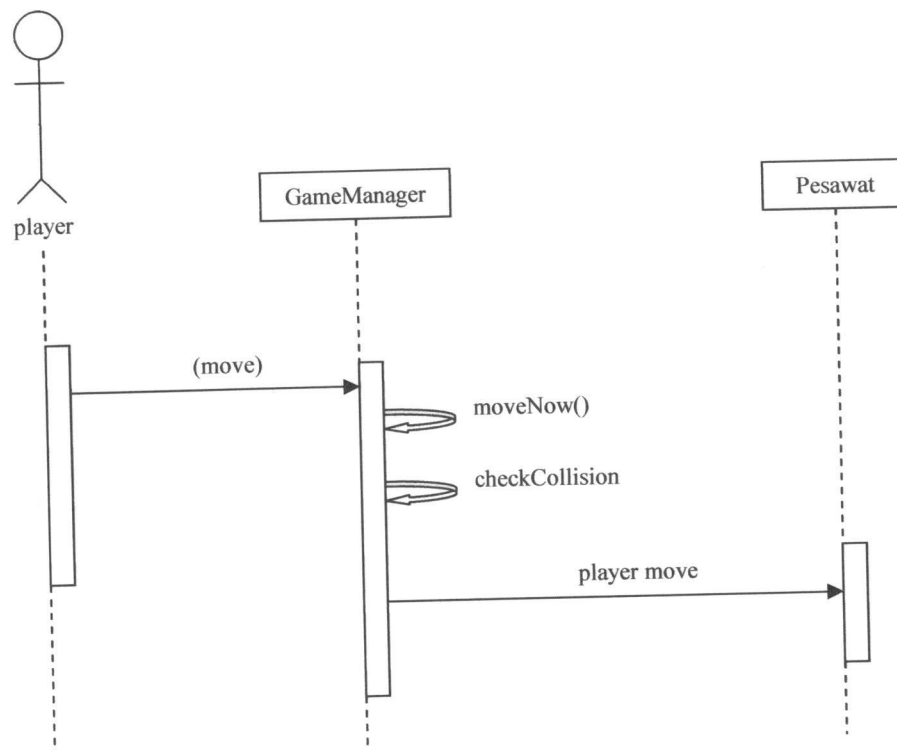 player
GameManager
Pesawat
(move)
moveNow()
checkCollision
player move